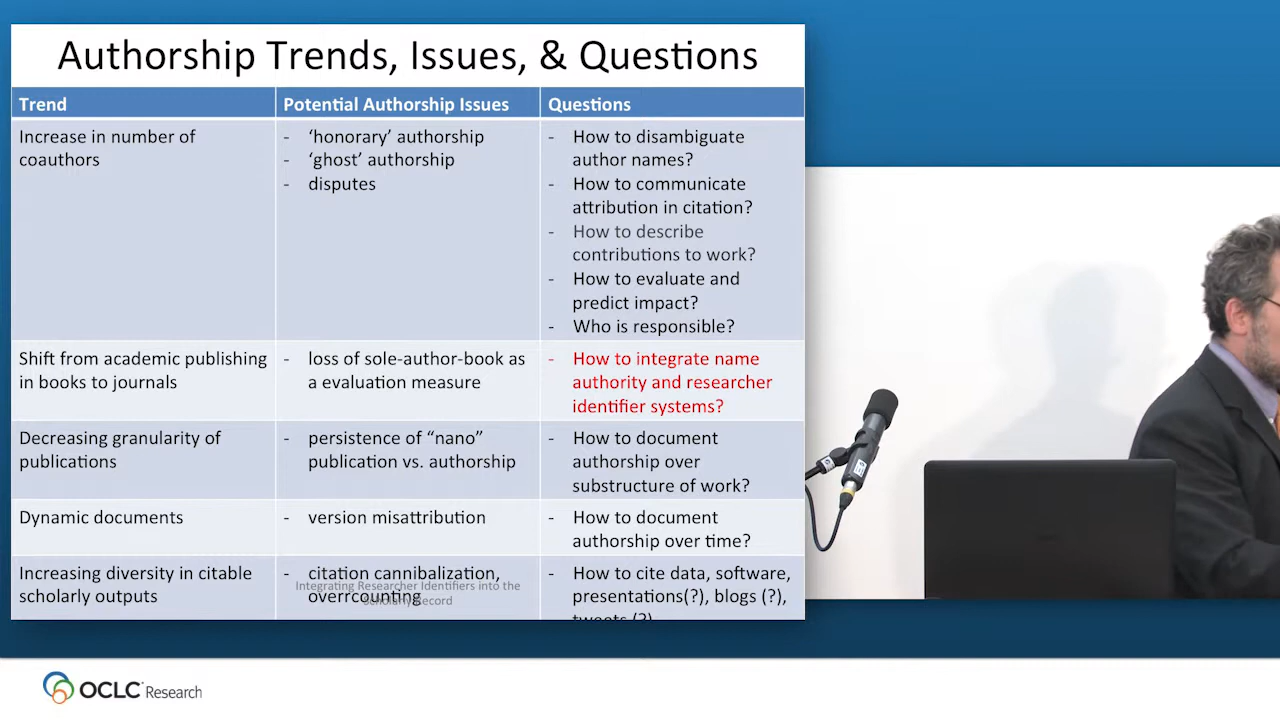 Authorship Trends, Issues, & Questions
Trend
Potential Authorship Issues
Questions
Increase in number of
coauthors
- ‘honorary’ authorship
- ‘ghost’ authorship
- disputes
- How to disambiguate
author names?
- How to communicate
attribution in citation?
- How to describe
contributions to work?
- How to evaluate and
predict impact?
- Who is responsible?
Shift from academic publishing
in books to journals
- loss of sole-author-book as
a evaluation measure
- How to integrate name
authority and researcher
identifier systems?
Decreasing granularity of
publications
- persistence of “nano”
publication vs. authorship
- How to document
authorship over
substructure of work?
Dynamic documents
- version misattribution
- How to document
authorship over time?
Increasing diversity in citable
scholarly outputs
- citation cannibalization,
overrcounting
- How to cite data, software,
presentations(?), blogs (?),
tweets (?)
Integrating Researcher Identifiers into the
Scholarly Record
OCLC Research